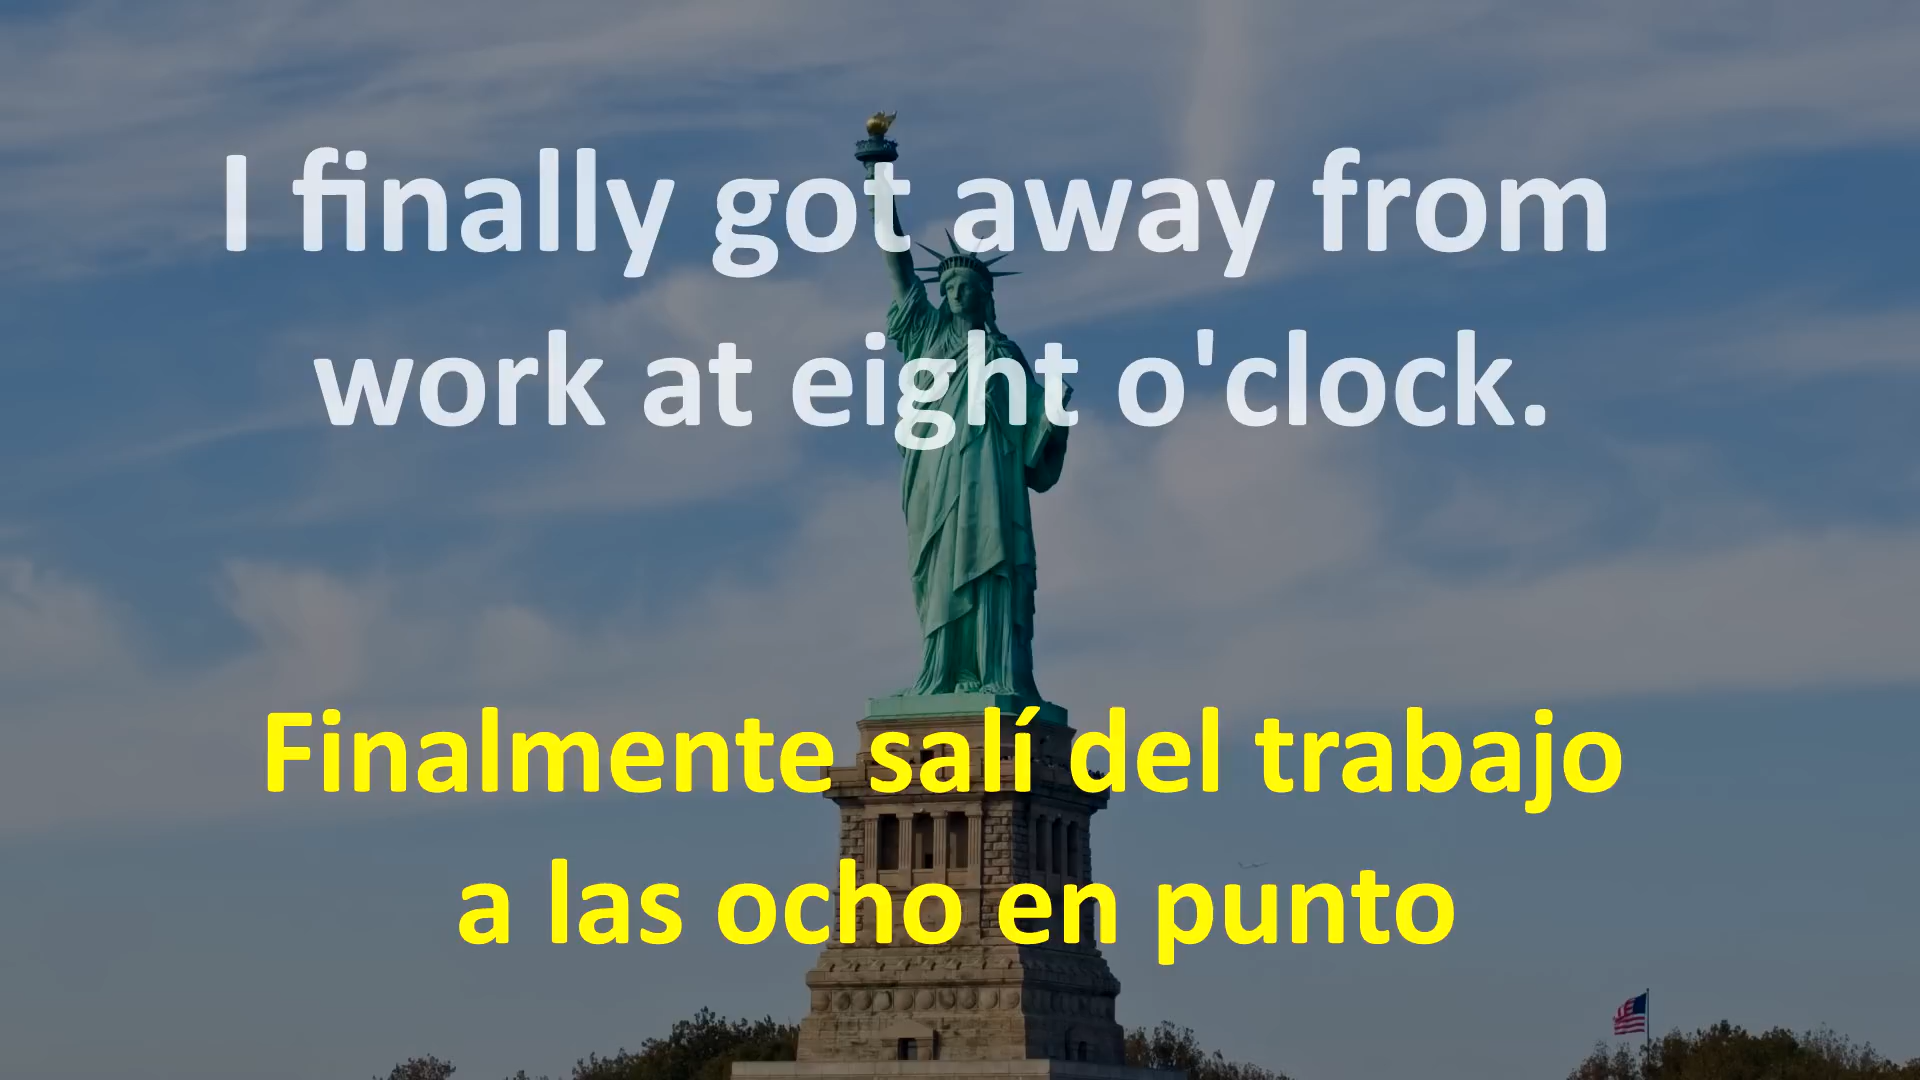 I finally got away from
work at eight o'clock.
Finalmente salí del trabajo
a las ocho en punto